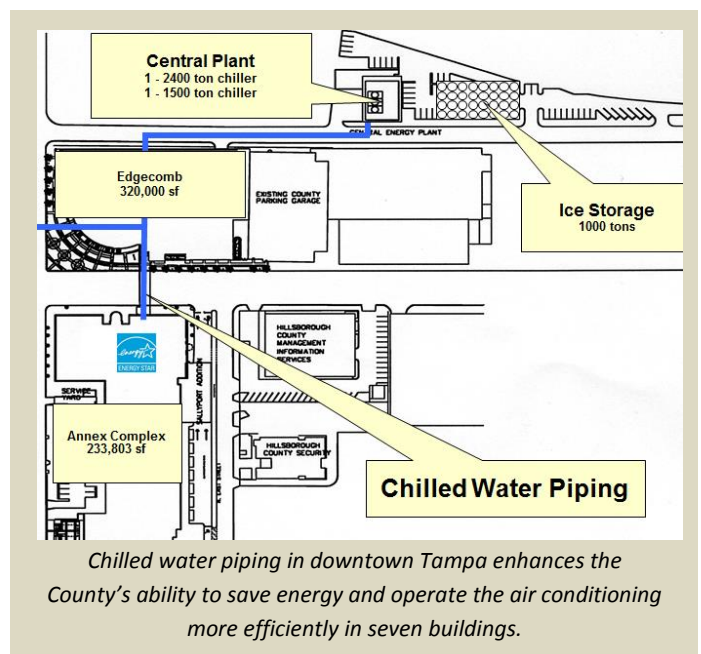 Central Plant
1 - 2400 ton chiller
1 - 1500 ton chiller
CENTRAL ENERGY PLANT
Edgecomb
320,000 sf
EXISTING COUNTY
PARKING GARAGE
Ice Storage
1000 tons
HILLSBOROUGH
COUNTY
MANAGEMENT
INFORMATION
SERVICES
energy
ENERGY STAR
SERVICE
YARD
SALLYPORT ADDITION
Annex Complex
233,803 sf
HILLSBOROUGH
COUNTY SECURITY
N. EAST STREET
Chilled Water Piping
Chilled water piping in downtown Tampa enhances the
County’s ability to save energy and operate the air conditioning
more efficiently in seven buildings.